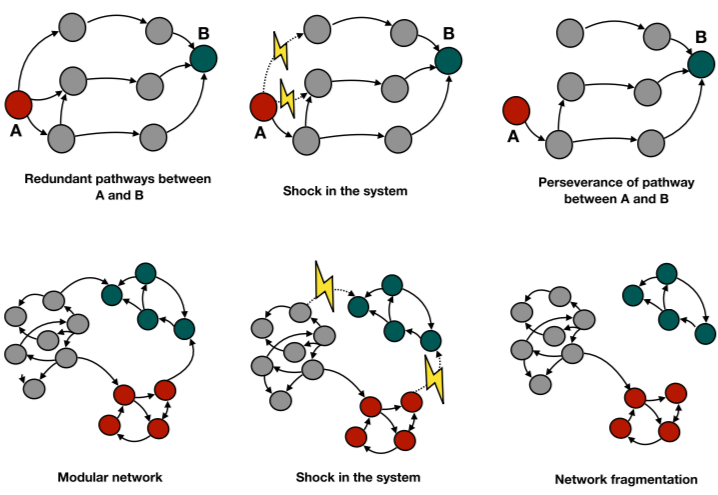 B
A
Redundant pathways between
A and B
B
A
Shock in the system
B
A
Perseverance of pathway
between A and B
Modular network
Shock in the system
Network fragmentation